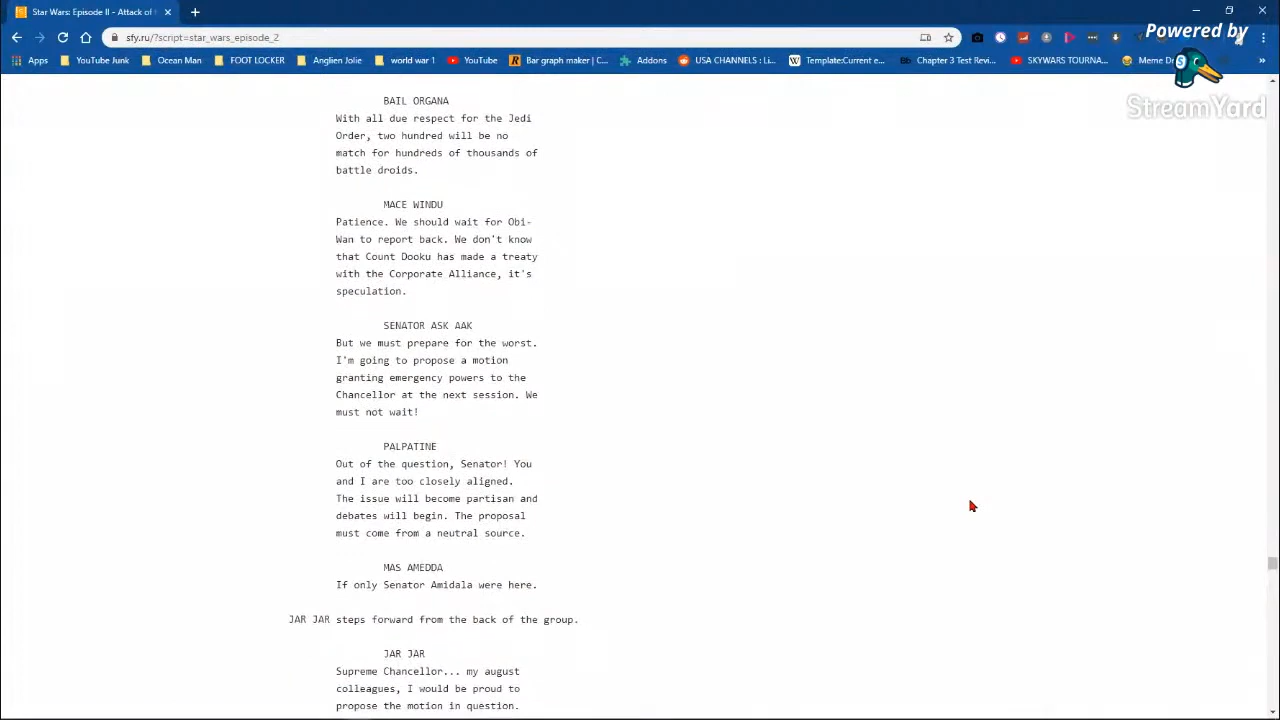 Star Wars: Episode II - Attack of
sfy.ru/?script=star_wars_episode_2
Powered by
Apps YouTube Junk Ocean Man FOOT LOCKER Anglien Jolie world war 1 YouTube Bar graph maker | C... Addons USA CHANNELS : Li... Template:Current e... Chapter 3 Test Revi... SKYWARS TOURNA... Meme D
StreamYard
BAIL ORGANA
With all due respect for the Jedi
Order, two hundred will be no
match for hundreds of thousands of
battle droids.
MACE WINDU
Patience. We should wait for Obi-
Wan to report back. We don't know
that Count Dooku has made a treaty
with the Corporate Alliance, it's
speculation.
SENATOR ASK AAK
But we must prepare for the worst.
I'm going to propose a motion
granting emergency powers to the
Chancellor at the next session. We
must not wait!
PALPATINE
Out of the question, Senator! You
and I are too closely aligned.
The issue will become partisan and
debates will begin. The proposal
must come from a neutral source.
MAS AMEDDA
If only Senator Amidala were here.
JAR JAR steps forward from the back of the group.
JAR JAR
Supreme Chancellor... my august
colleagues, I would be proud to
propose the motion in question.